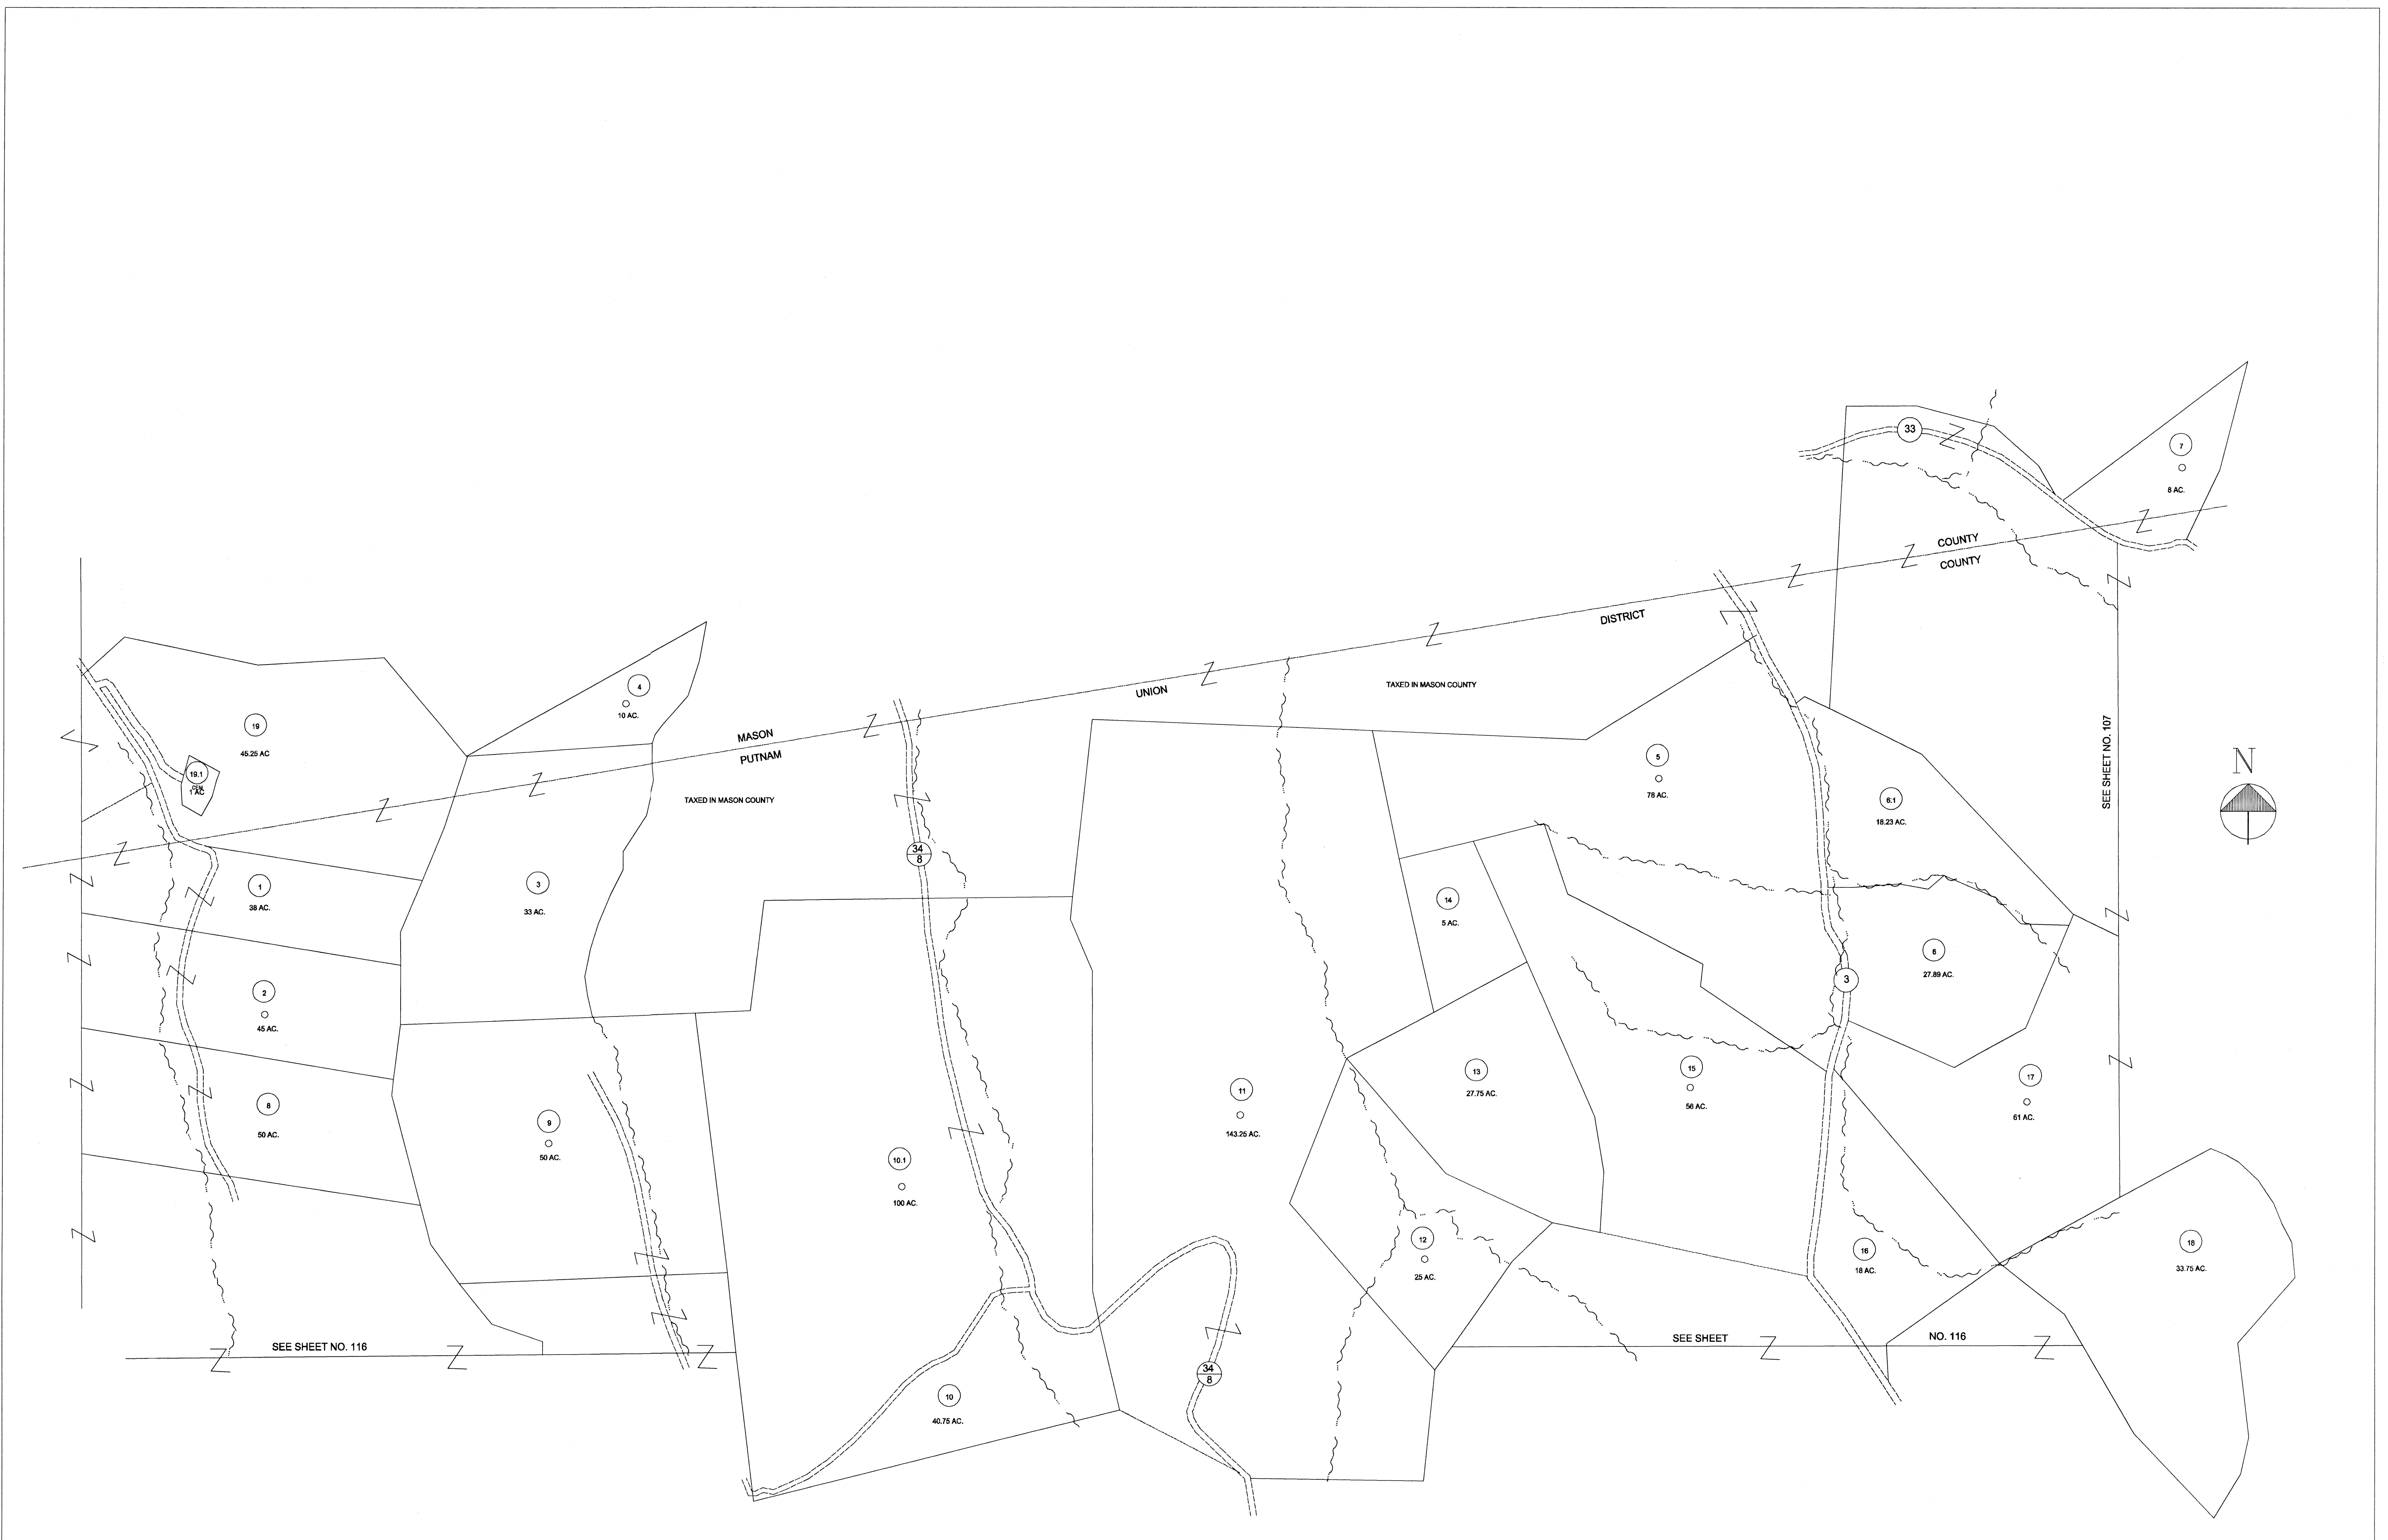 33
7
8 AC.
COUNTY
COUNTY
DISTRICT
UNION
MASON
PUTNAM
TAXED IN MASON COUNTY
TAXED IN MASON COUNTY
SEE SHEET NO. 107
N
19
45.25 AC
19.1
CEM.
1 AC
4
10 AC.
5
78 AC.
6.1
18.23 AC.
34
8
1
38 AC.
3
33 AC.
14
5 AC.
6
27.89 AC.
3
2
45 AC.
8
50 AC.
9
50 AC.
10.1
100 AC.
11
143.25 AC.
13
27.75 AC.
15
56 AC.
17
61 AC.
12
25 AC.
16
18 AC.
18
33.75 AC.
SEE SHEET NO. 116
SEE SHEET NO. 116
34
8
10
40.75 AC.